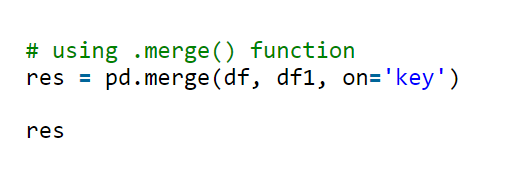 # using .merge() function
res = pd.merge(df, df1, on='key')
res